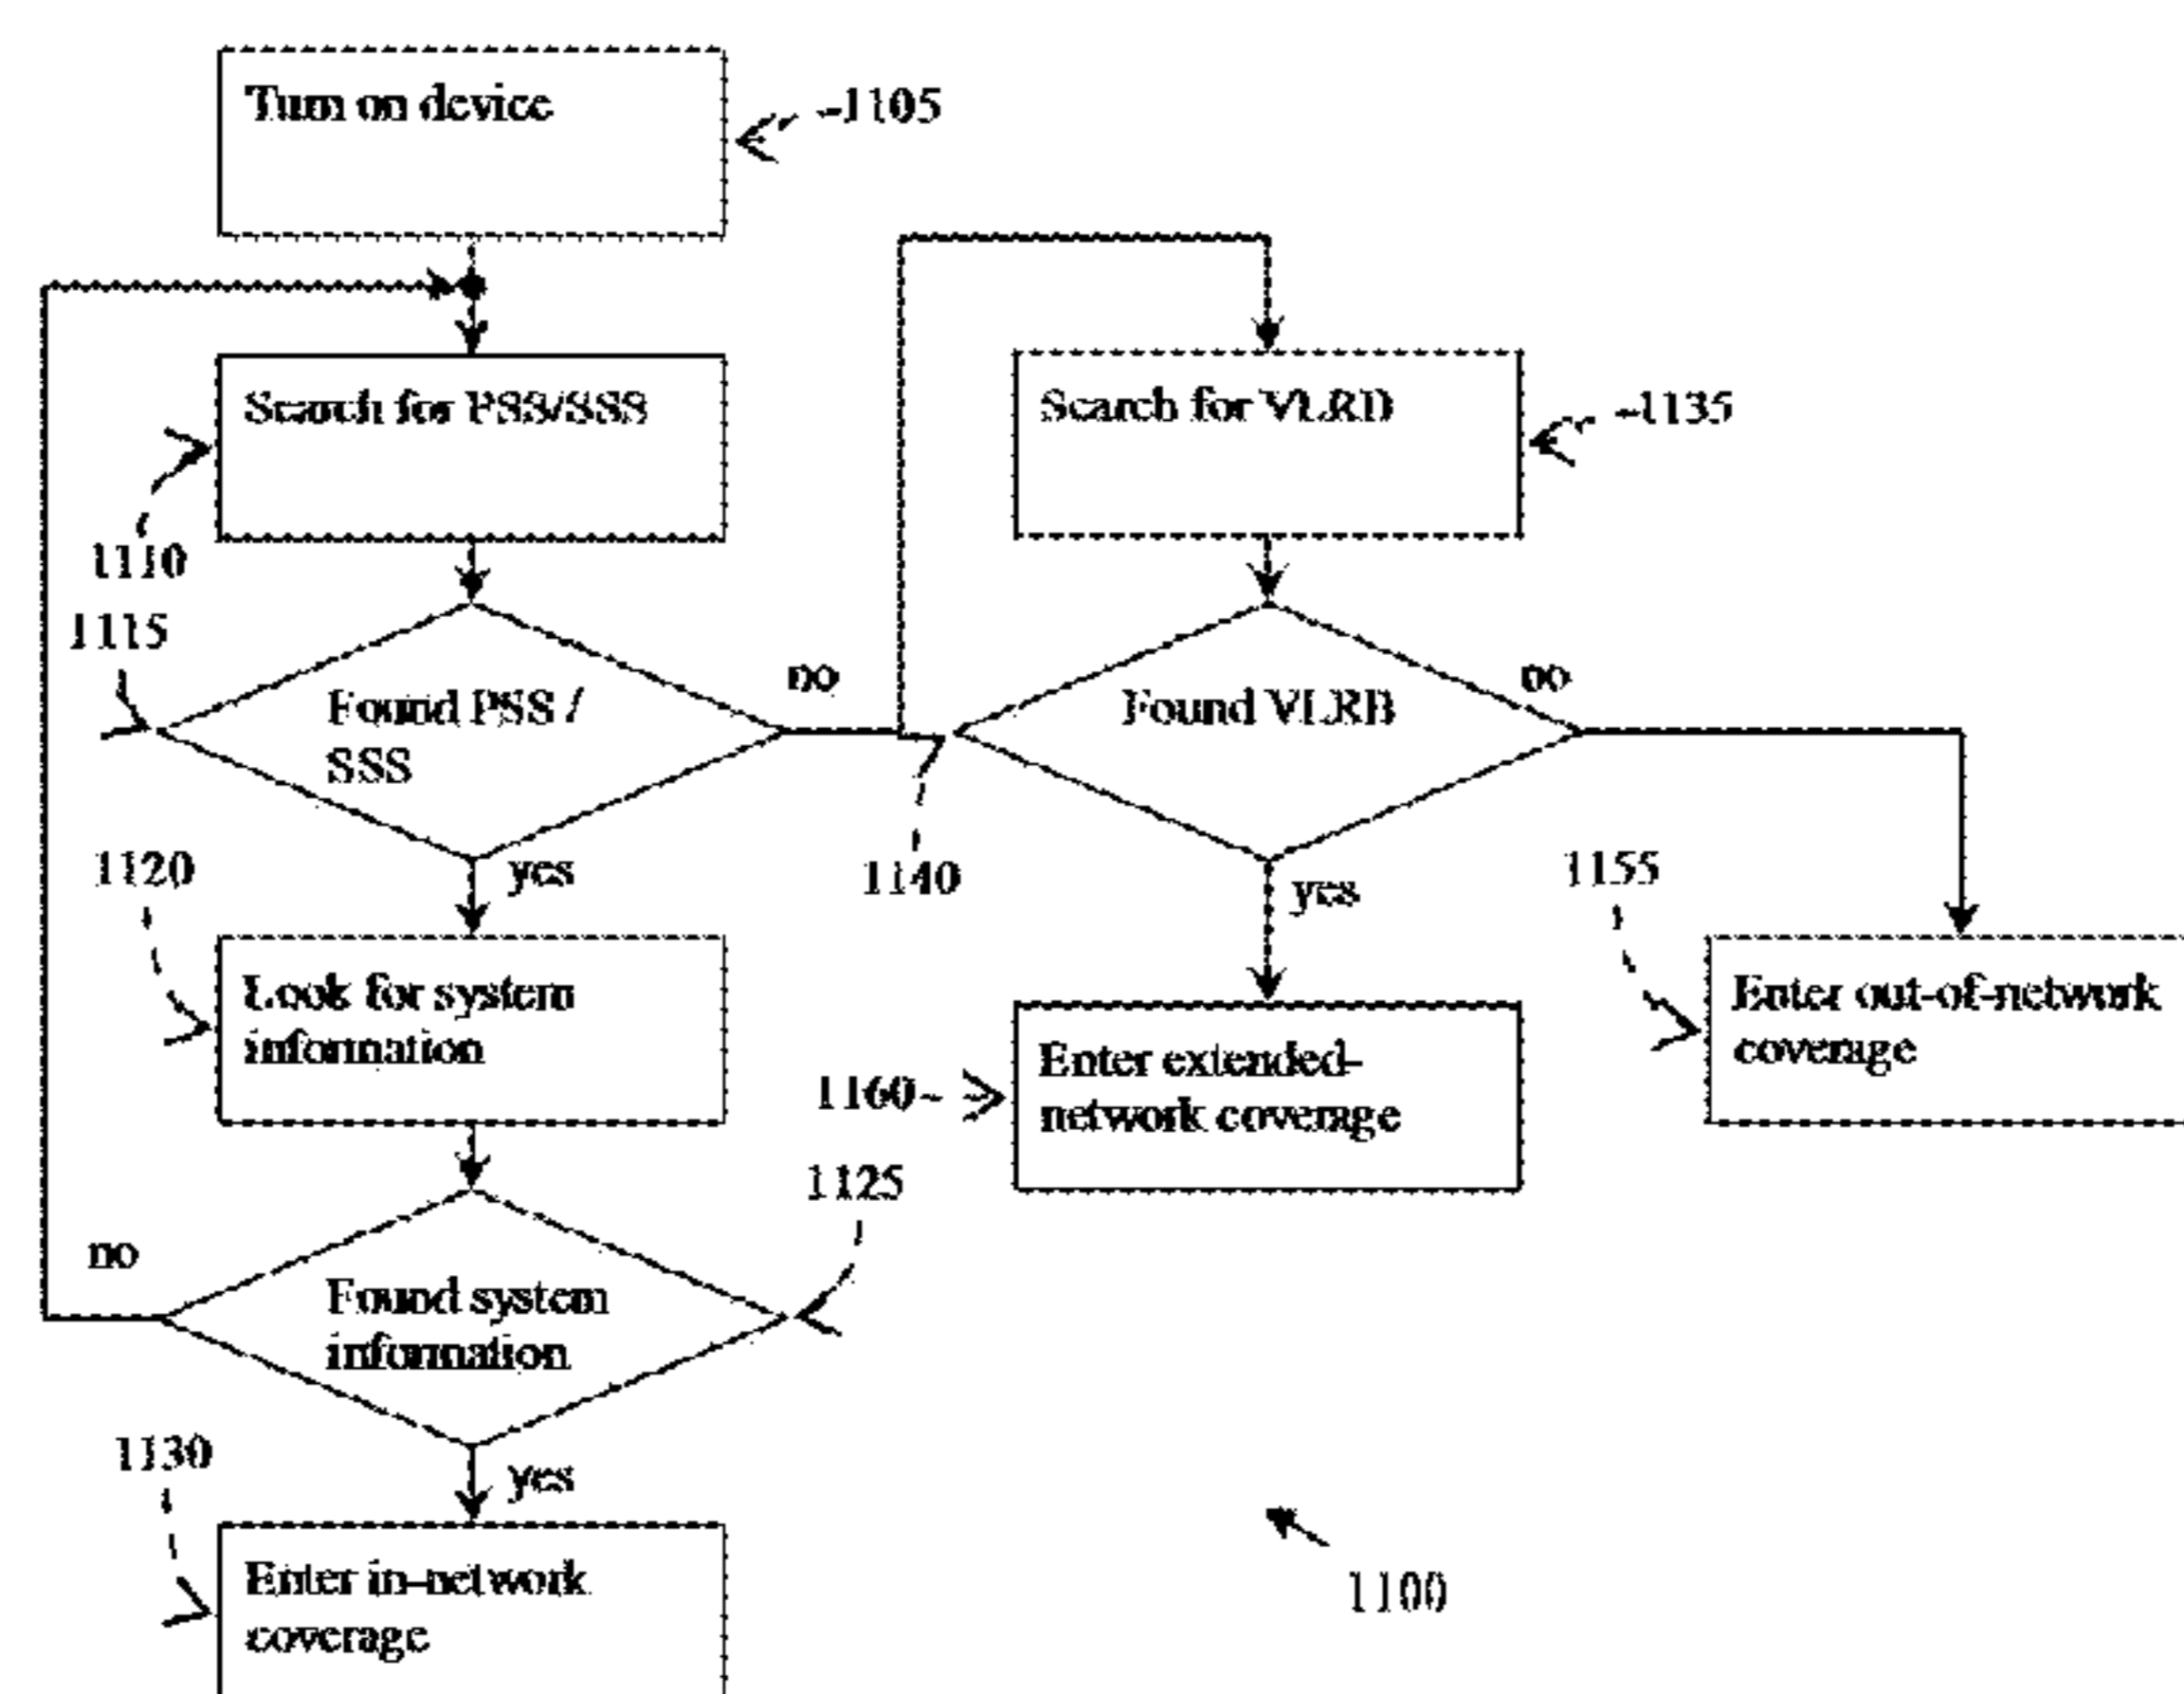 Turn on device
1105
Search for PSS/SSS
Search for VLRB
1135
1110
1115
no
no
Found PSS /
SSS
Found VLRB
1120
yes
1140
yes
1155
Look for system
information
Enter out-of-network
coverage
1160
Enter extended-
network coverage
1125
no
Found system
information
1130
yes
Enter in-network
coverage
1100